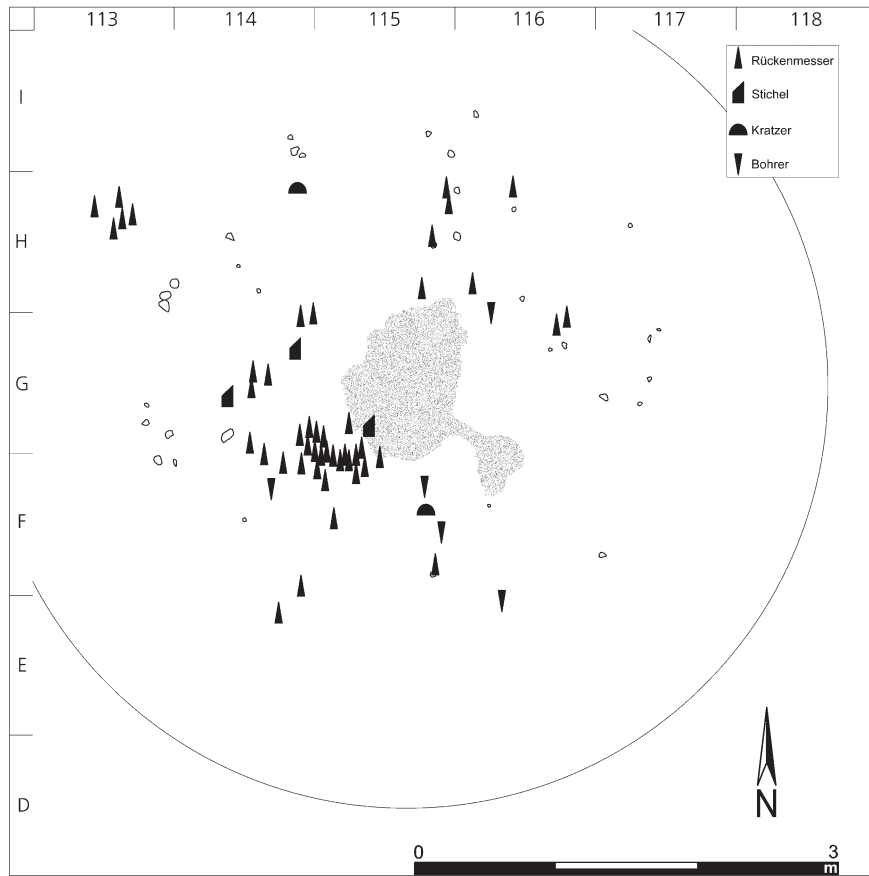 113 114 115 116 117 118
I
Rückenmesser
Stichel
Kratzer
Bohrer
H
G
F
E
D
N
0 3
m